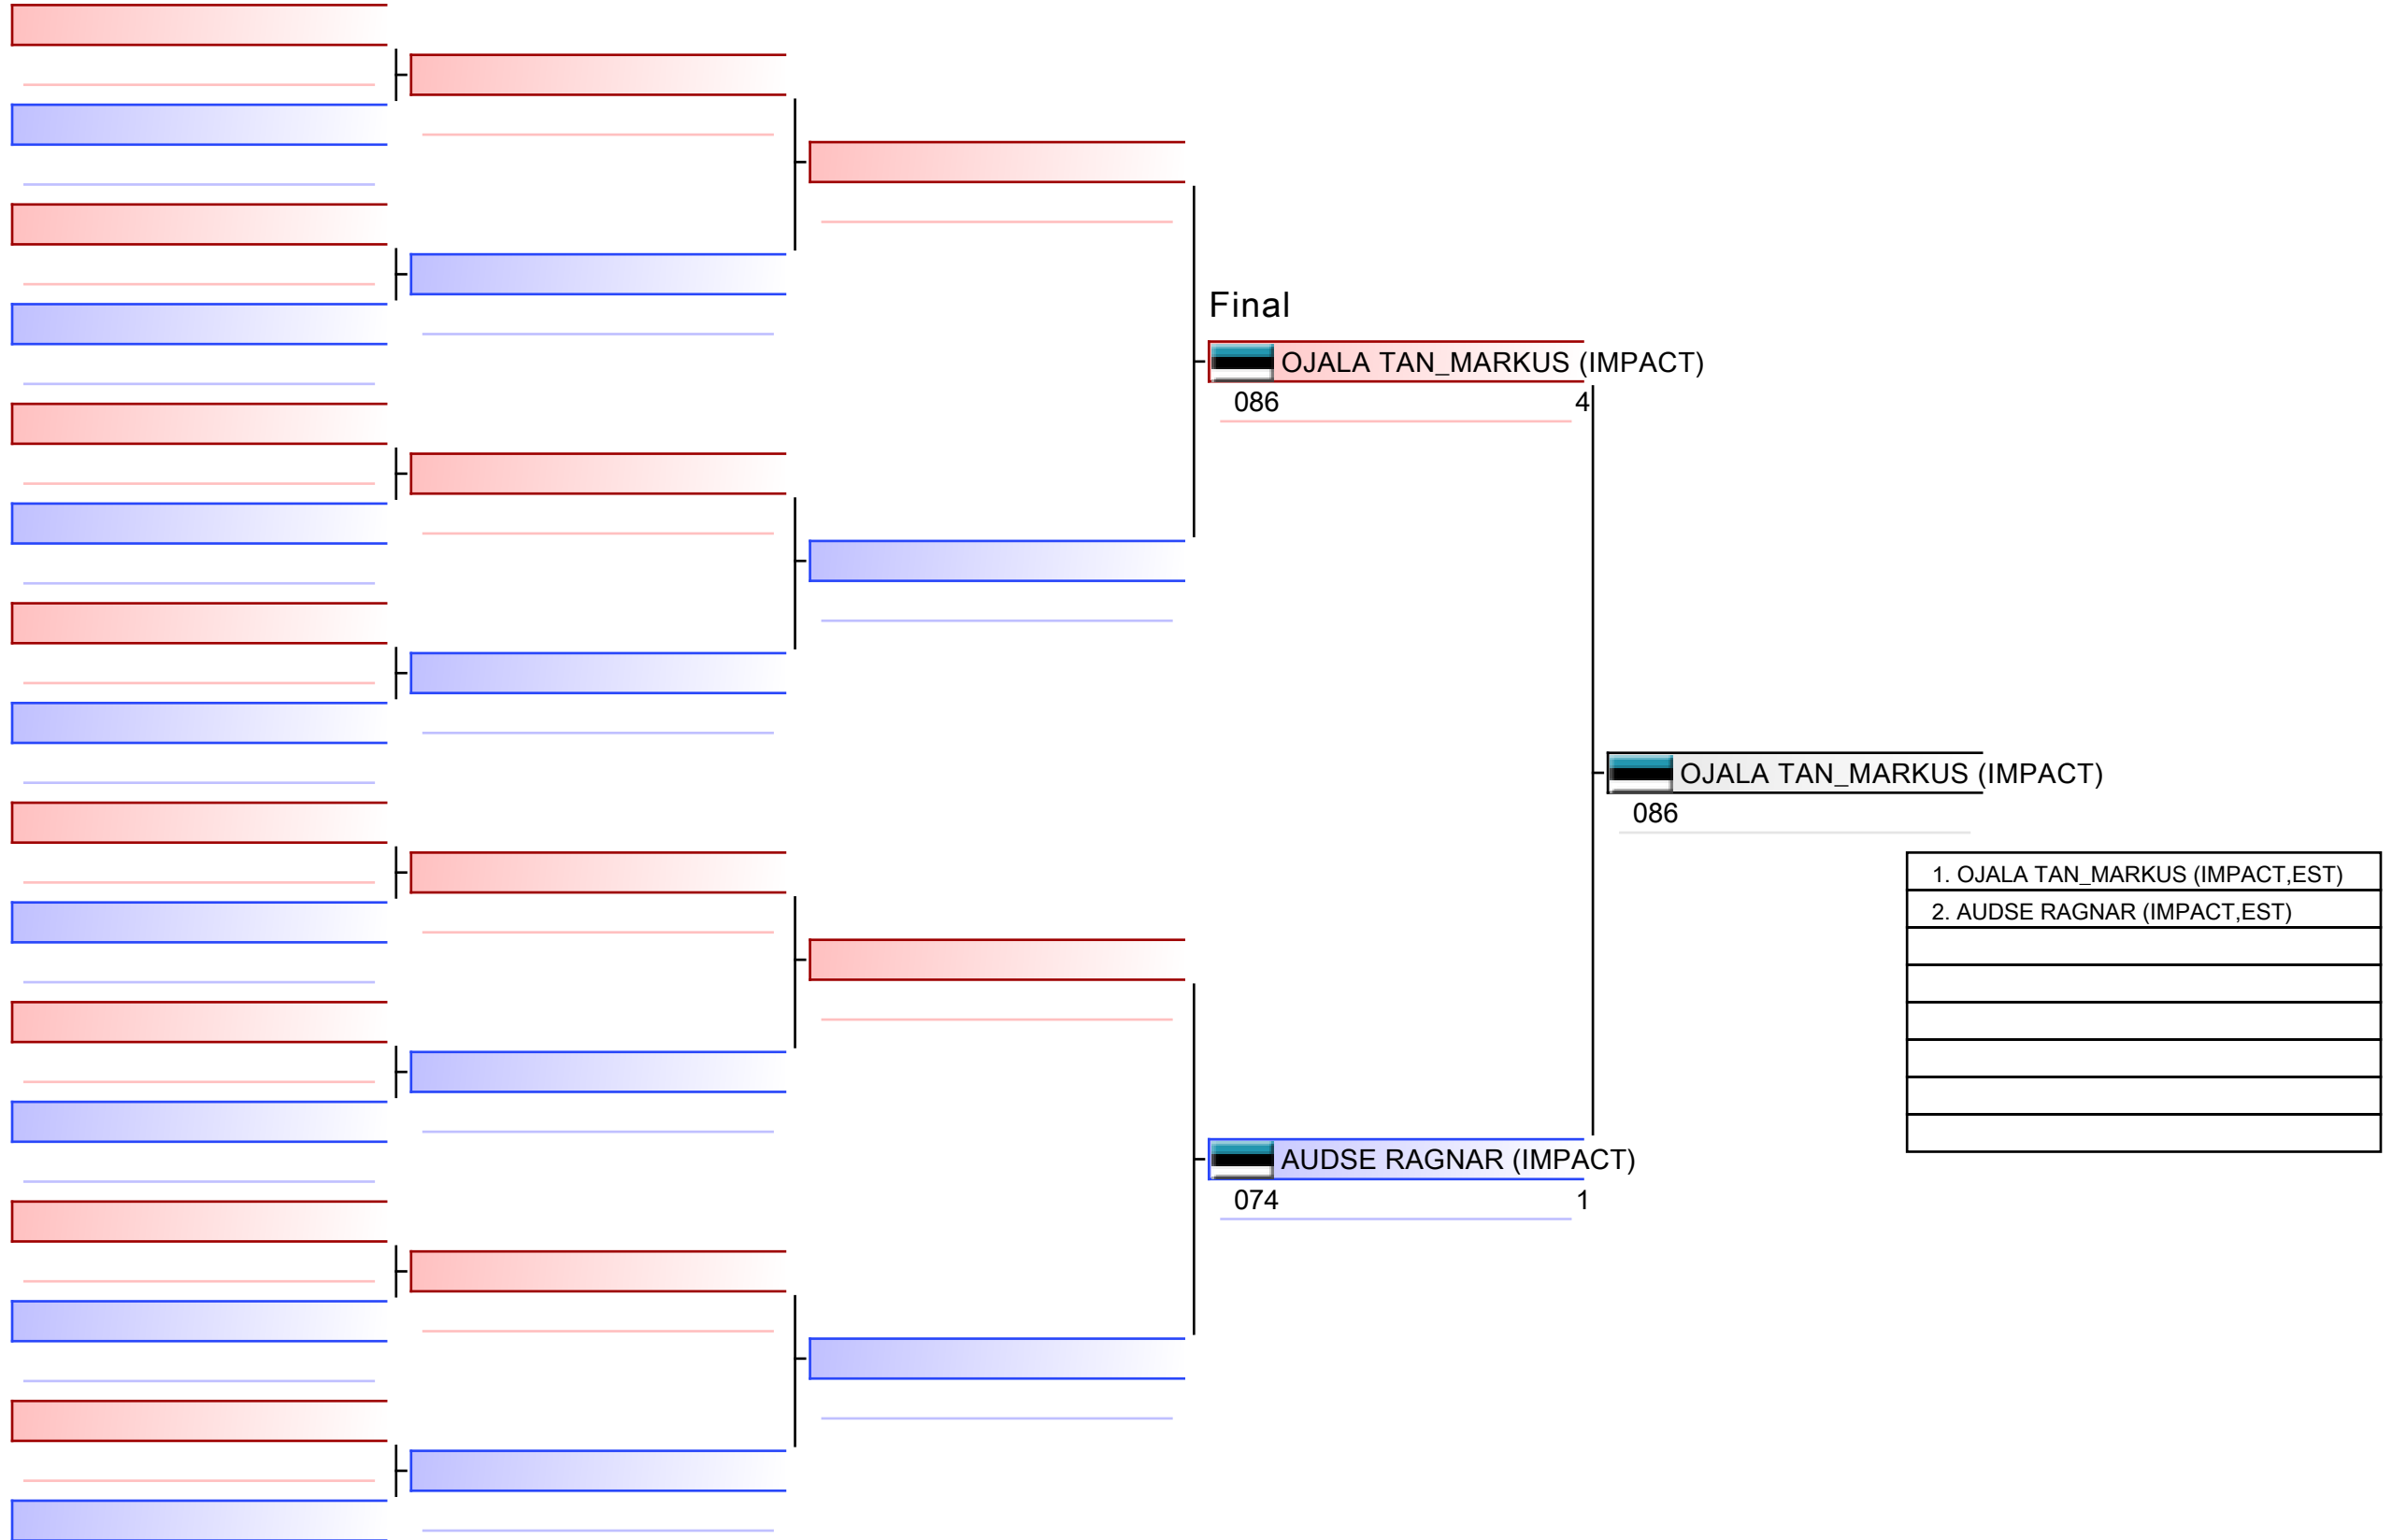 Final
OJALA TAN_MARKUS (IMPACT)
086 4
OJALA TAN_MARKUS (IMPACT)
086
1. OJALA TAN_MARKUS (IMPACT,EST)
2. AUDSE RAGNAR (IMPACT,EST)
AUDSE RAGNAR (IMPACT)
074 1